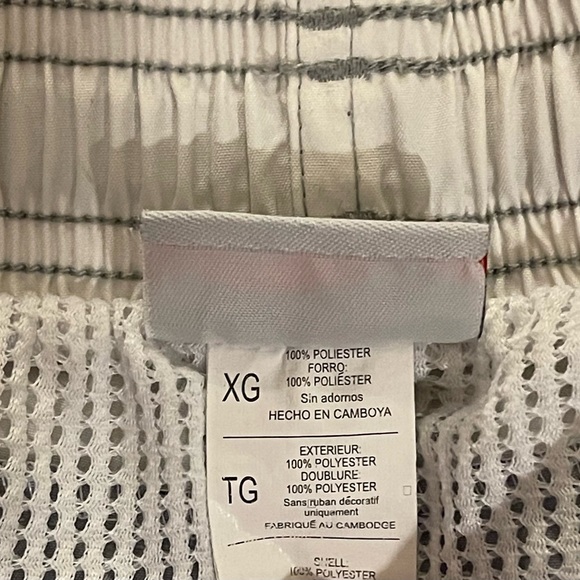 XG
100% POLIESTER
FORRO:
100% POLIÉSTER
Sin adornos
HECHO EN CAMBOYA
TG
EXTERIEUR:
100% POLYESTER
DOUBLURE:
100% POLYESTER
Sans ruban décoratif
uniquement
FABRIQUÉ AU CAMBODGE
SHELL
100% POLYESTER